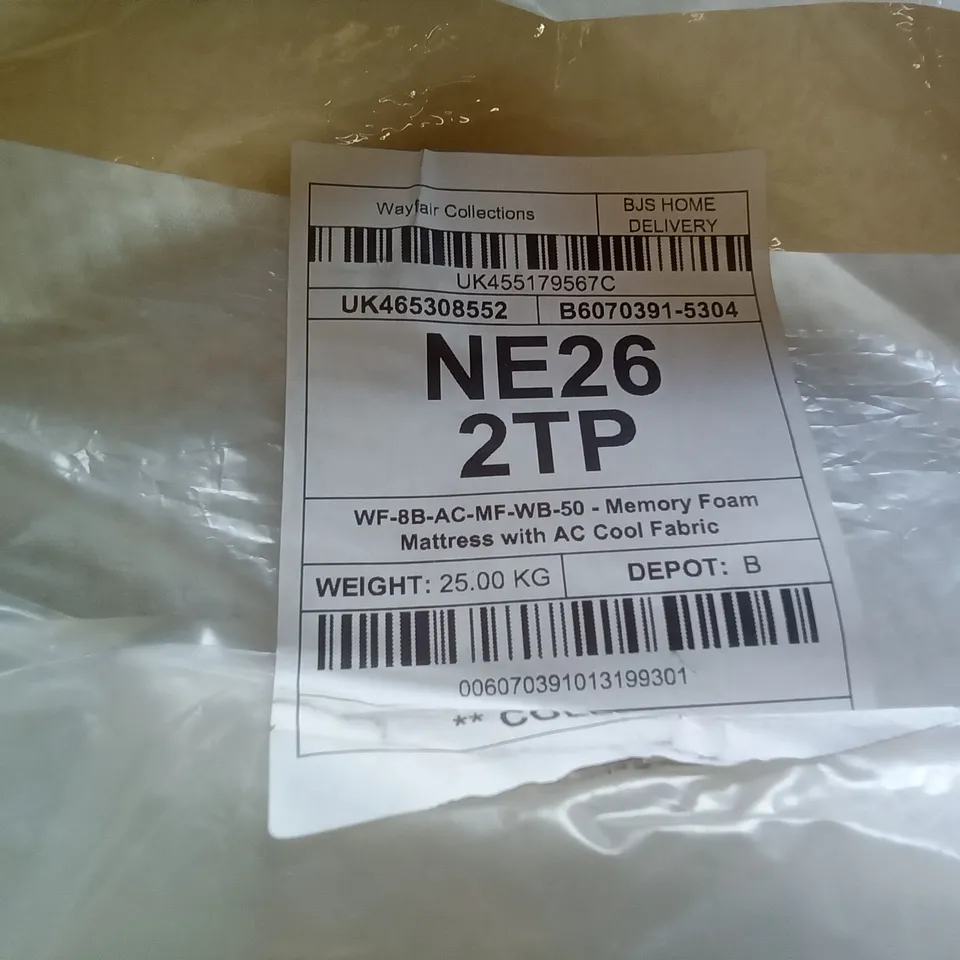 Wayfair Collections
BJS HOME
DELIVERY
UK455179567C
UK465308552
B6070391-5304
NE26
2TP
WF-8B-AC-MF-WB-50 - Memory Foam
Mattress with AC Cool Fabric
WEIGHT: 25.00 KG
DEPOT: B
006070391013199301
**